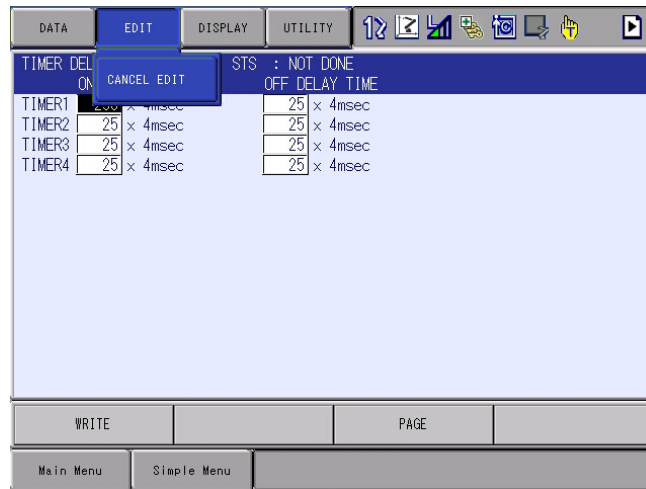 DATA EDIT DISPLAY UTILITY
TIMER DEL STS : NOT DONE
CANCEL EDIT
ON OFF DELAY TIME
TIMER1 × 4msec 25 × 4msec
TIMER2 25 × 4msec 25 × 4msec
TIMER3 25 × 4msec 25 × 4msec
TIMER4 25 × 4msec 25 × 4msec
WRITE PAGE
Main Menu Simple Menu